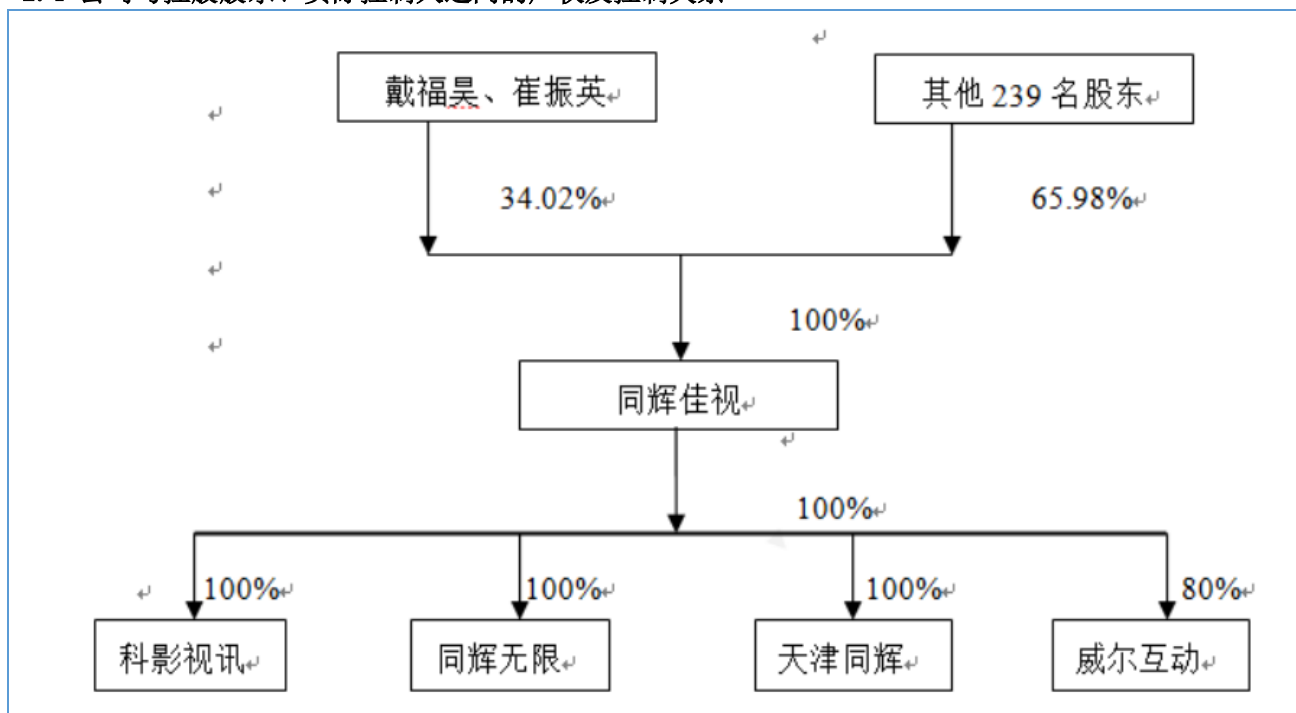 戴福昊、崔振英
其他 239 名股东
34.02%
65.98%
100%
同辉佳视
100%
100%
100%
100%
80%
科影视讯
同辉无限
天津同辉
威尔互动